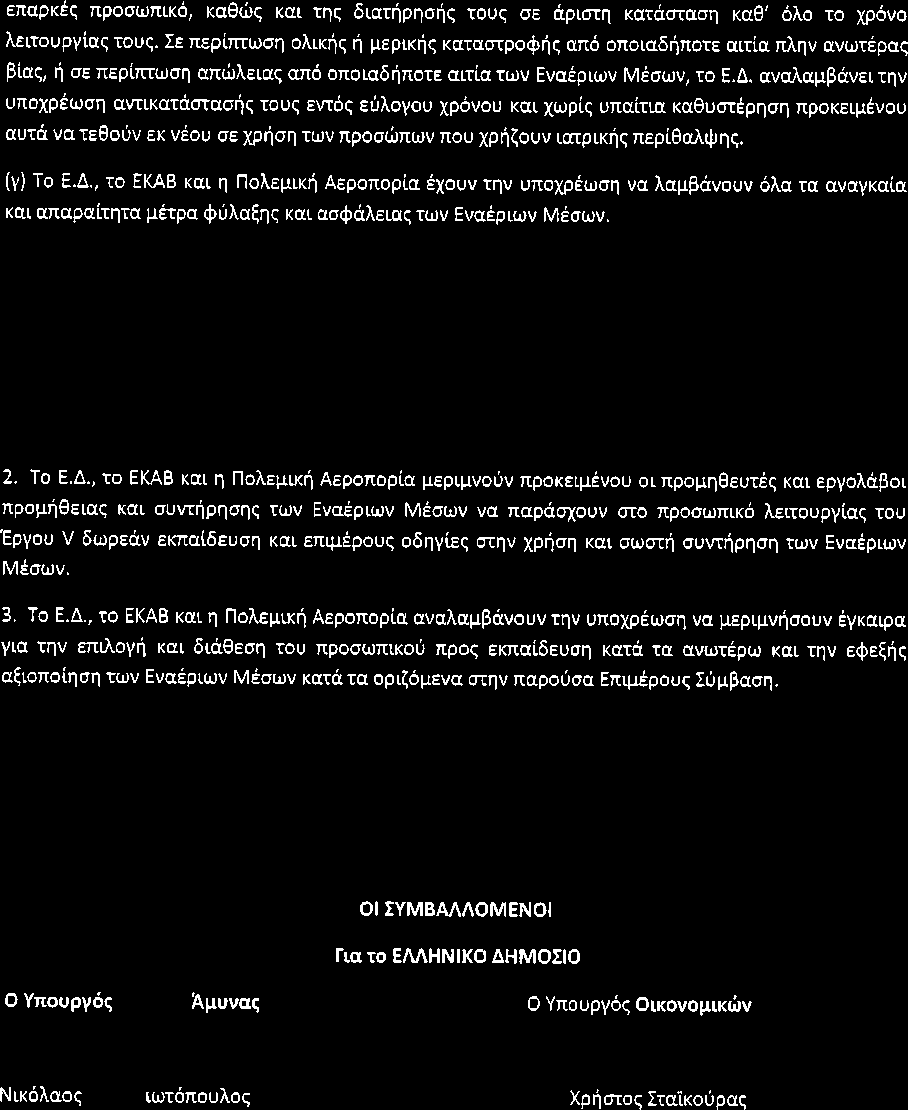 επαρκές προσωπικό, καθώς και της διατήρησής τους σε άριστη κατάσταση καθ' όλο το χρόνο
λειτουργίας τους. Σε περίπτωση ολικής ή μερικής καταστροφής από οποιαδήποτε αιτία πλην ανωτέρας
βίας, ή σε περίπτωση απώλειας από οποιαδήποτε αιτία των Εναέριων Μέσων, το Ε.Δ. αναλαμβάνει την
υποχρέωση αντικατάστασής τους εντός εύλογου χρόνου και χωρίς υπαίτια καθυστέρηση προκειμένου
αυτά να τεθούν εκ νέου σε χρήση των προσώπων που χρήζουν ιατρικής περίθαλψης.
(γ) Το Ε.Δ., το ΕΚΑΒ και η Πολεμική Αεροπορία έχουν την υποχρέωση να λαμβάνουν όλα τα αναγκαία
και απαραίτητα μέτρα φύλαξης και ασφάλειας των Εναέριων Μέσων.
2. Το Ε.Δ., το ΕΚΑΒ και η Πολεμική Αεροπορία μεριμνούν προκειμένου οι προμηθευτές και εργολάβοι
προμήθειας και συντήρησης των Εναέριων Μέσων να παράσχουν στο προσωπικό λειτουργίας του
Έργου V δωρεάν εκπαίδευση και επιμέρους οδηγίες στην χρήση και σωστή συντήρηση των Εναέριων
Μέσων.
3. Το Ε.Δ., το ΕΚΑΒ και η Πολεμική Αεροπορία αναλαμβάνουν την υποχρέωση να μεριμνήσουν έγκαιρα
για την επιλογή και διάθεση του προσωπικού προς εκπαίδευση κατά τα ανωτέρω και την εφεξής
αξιοποίηση των Εναέριων Μέσων κατά τα οριζόμενα στην παρούσα Επιμέρους Σύμβαση.
ΟΙ ΣΥΜΒΑΛΛΟΜΕΝΟΙ
Για το ΕΛΛΗΝΙΚΟ ΔΗΜΟΣΙΟ
Ο Υπουργός Άμυνας Ο Υπουργός Οικονομικών
Νικόλαος ιωτόπουλος Χρήστος Σταϊκούρας